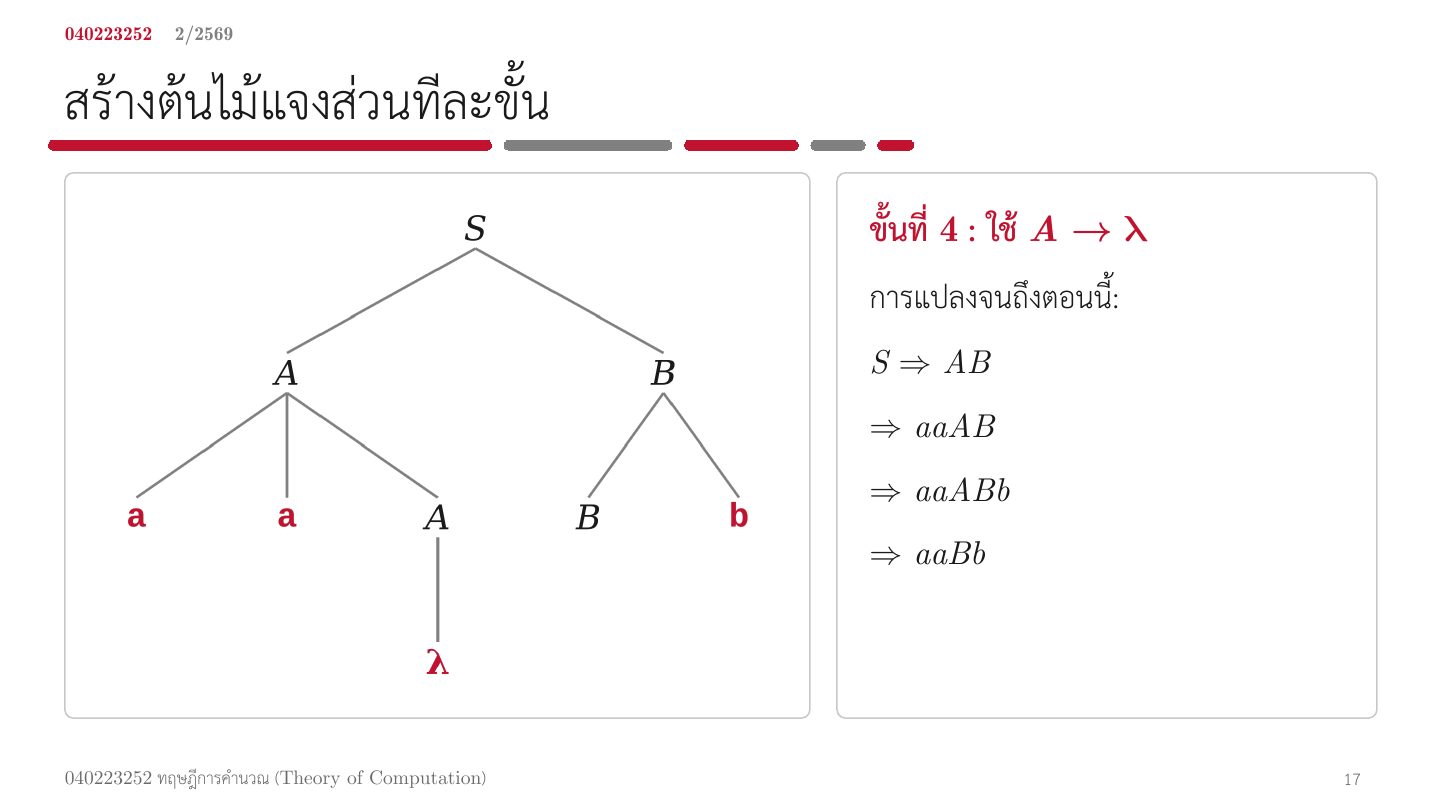 040223252 2/2569
สร้างต้นไม้แจงส่วนทีละขั้น
S
A B
a a A B b
λ
ขั้นที่ 4 : ใช้ A → λ
การแปลงจนถึงตอนนี้:
S ⇒ AB
⇒ aaAB
⇒ aaABb
⇒ aaBb
040223252 ทฤษฎีการคำนวณ (Theory of Computation)
17